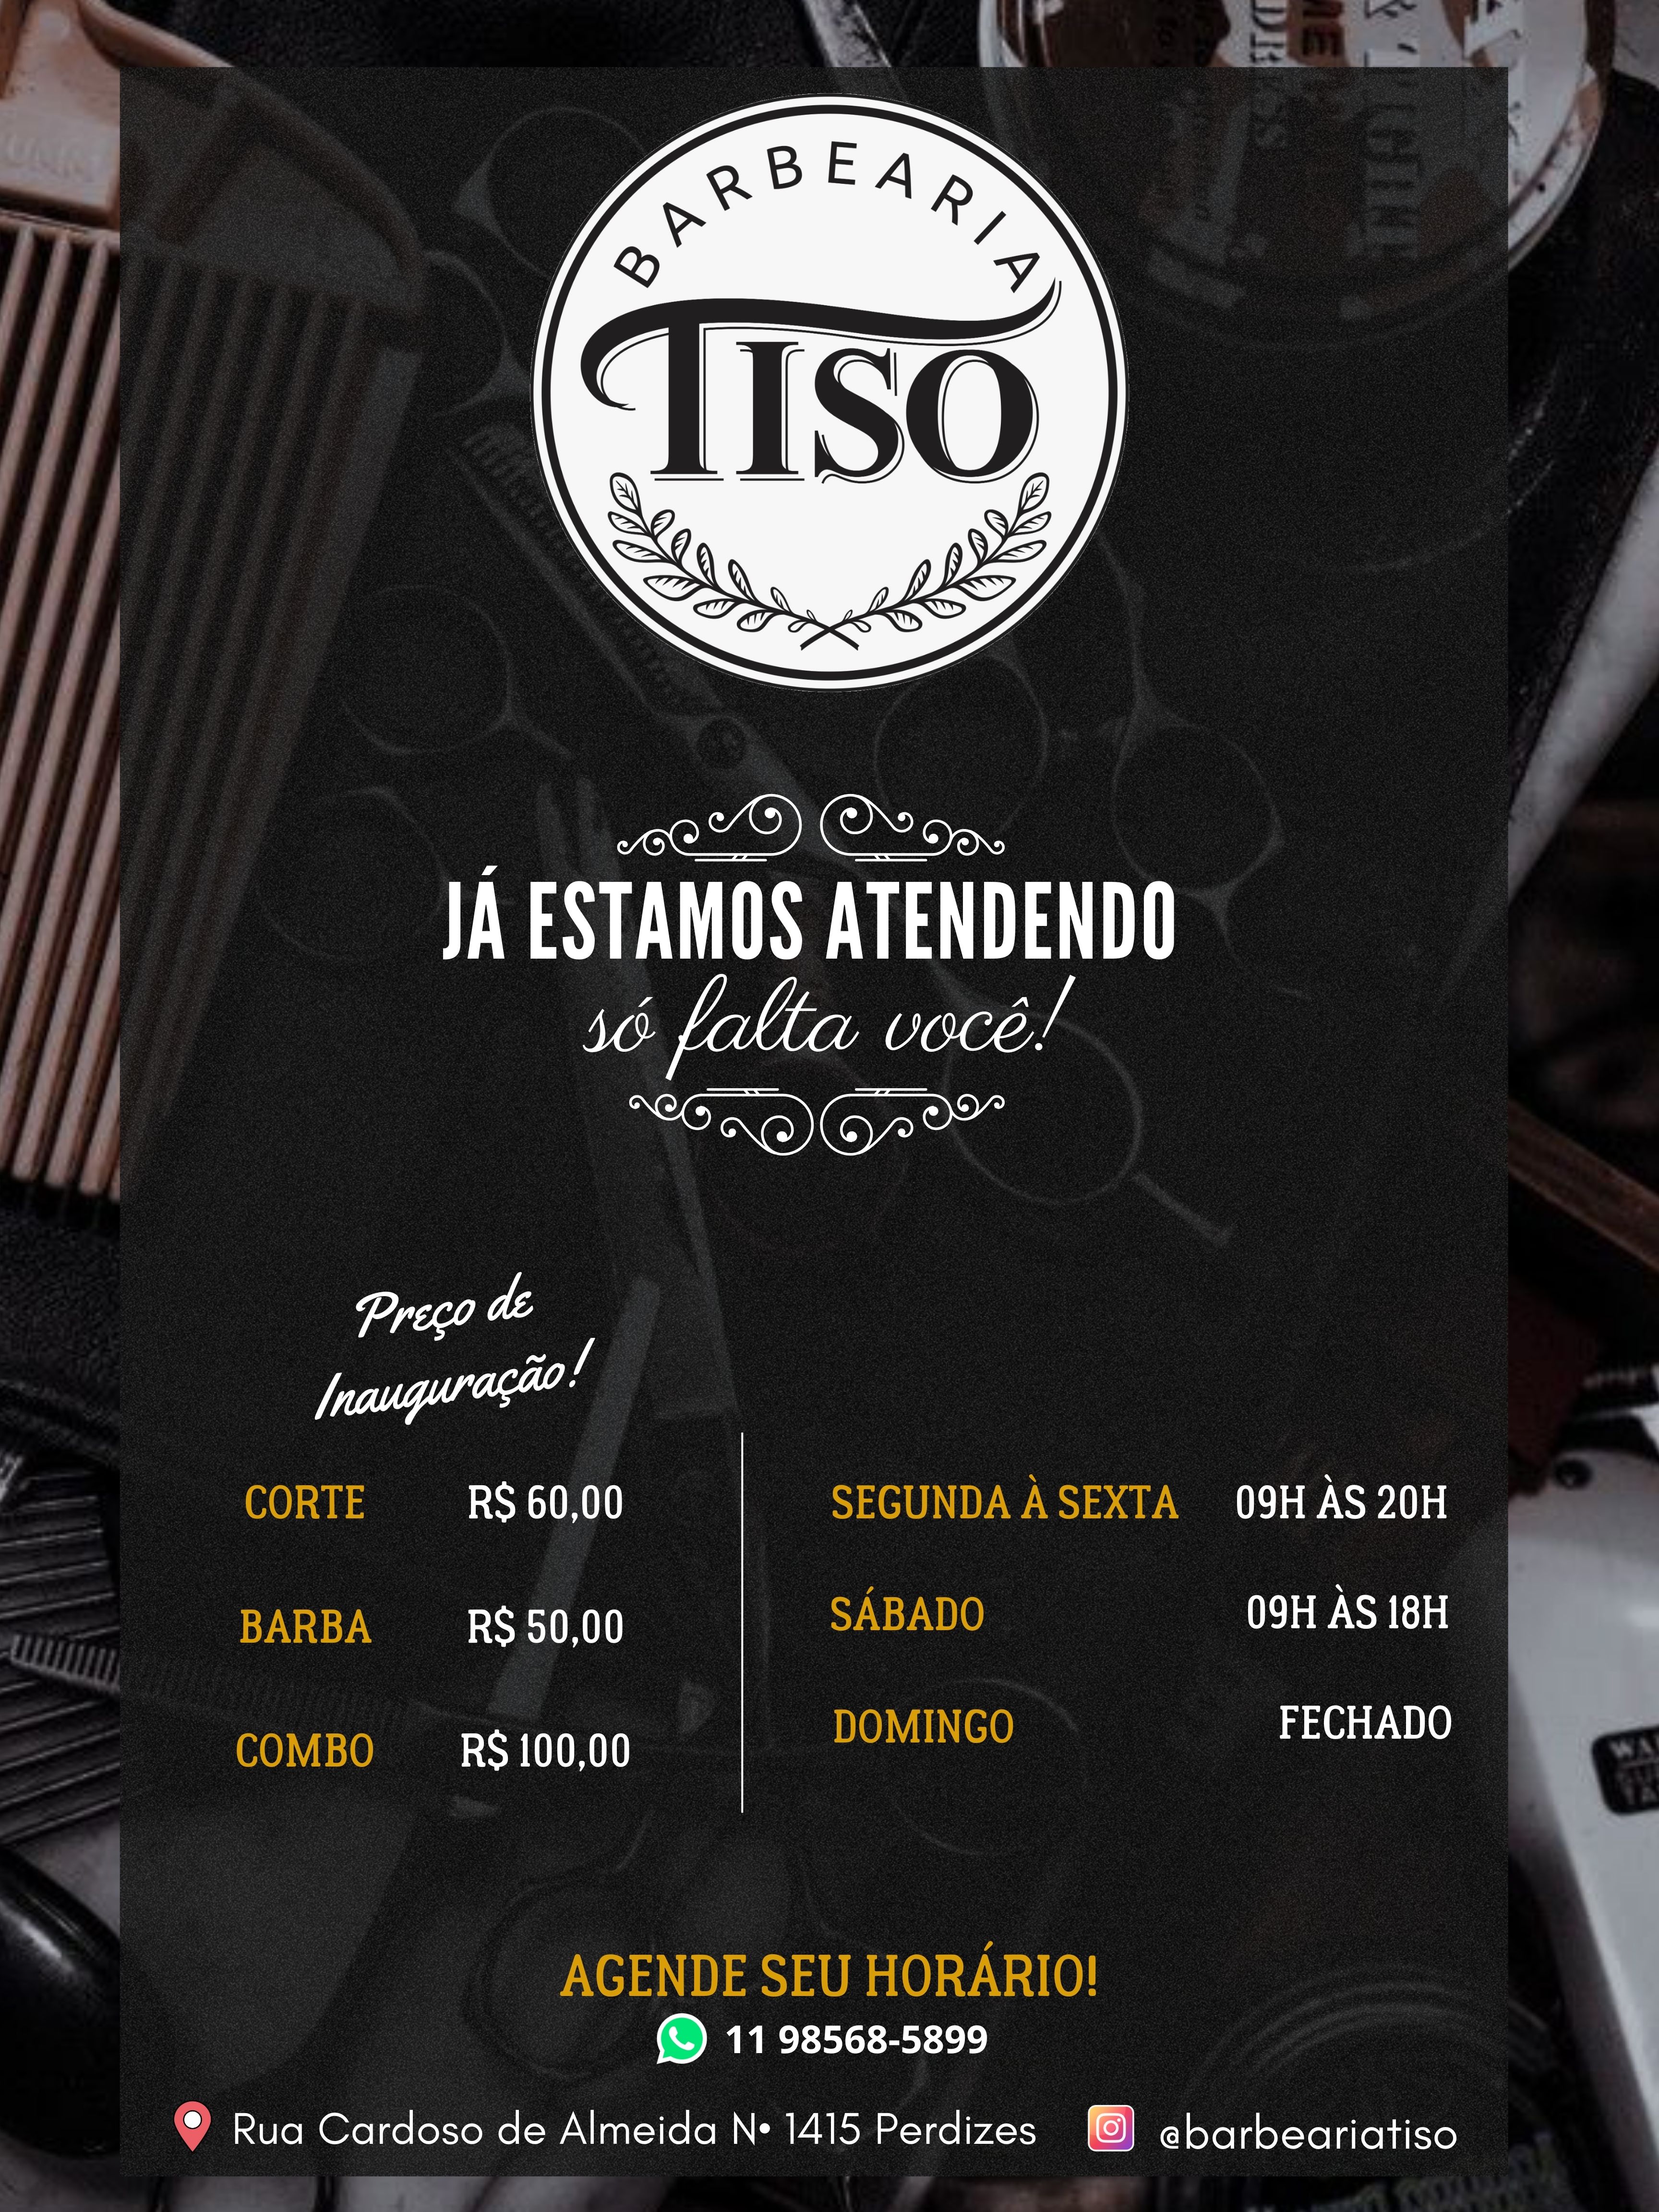 BARBEARIA
TISO
JÁ ESTAMOS ATENDENDO
só falta você!
Preço de
Inauguração!
CORTE R$ 60,00
BARBA R$ 50,00
COMBO R$ 100,00
SEGUNDA À SEXTA 09H ÀS 20H
SÁBADO 09H ÀS 18H
DOMINGO FECHADO
AGENDE SEU HORÁRIO!
11 98568-5899
Rua Cardoso de Almeida N• 1415 Perdizes
@barbeariatiso